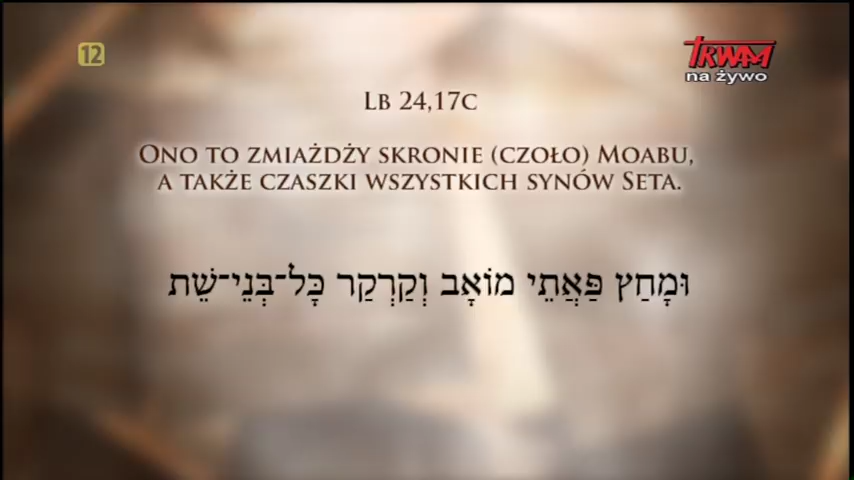 12
TRWAM
na żywo
Lb 24,17c
Ono to zmiażdży skronie (czoło) Moabu,
a także czaszki wszystkich synów Seta.
וּמָחַץ פַּאֲתֵי מוֹאָב וְקַרְקַר כָּל־בְּנֵי־שֵׁת